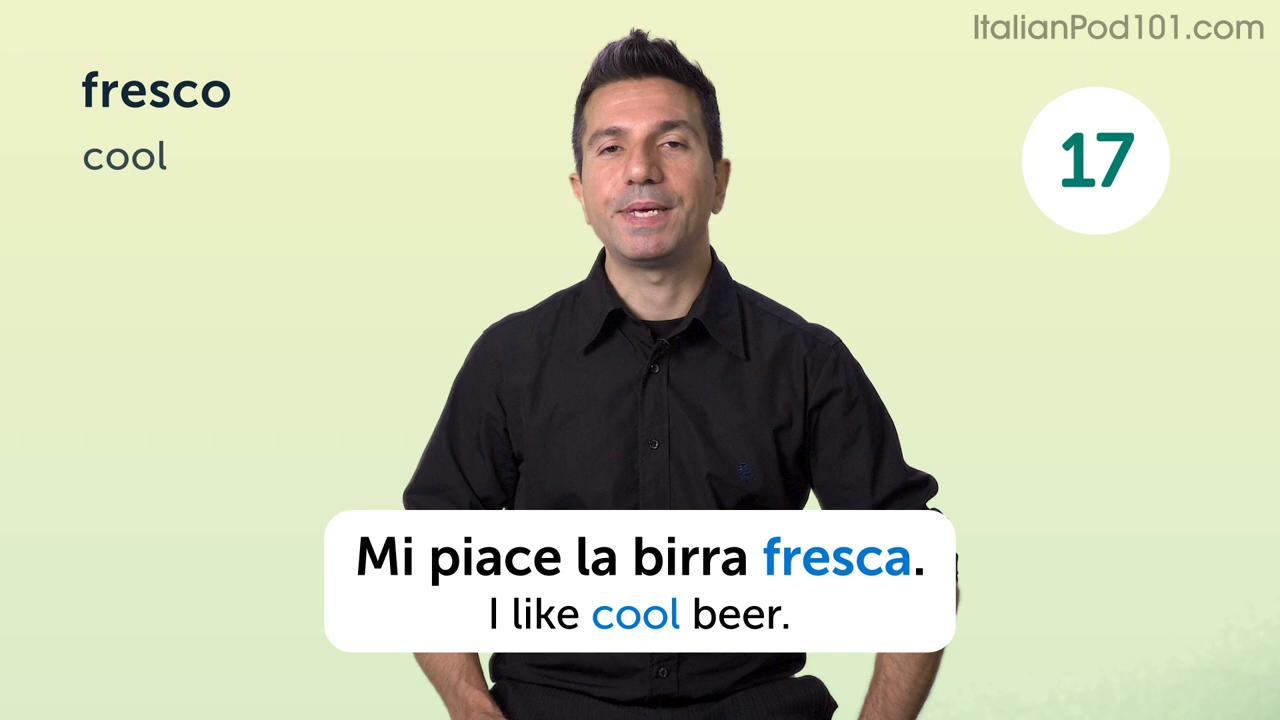 ItalianPod101.com
fresco
cool
17
Mi piace la birra fresca.
I like cool beer.